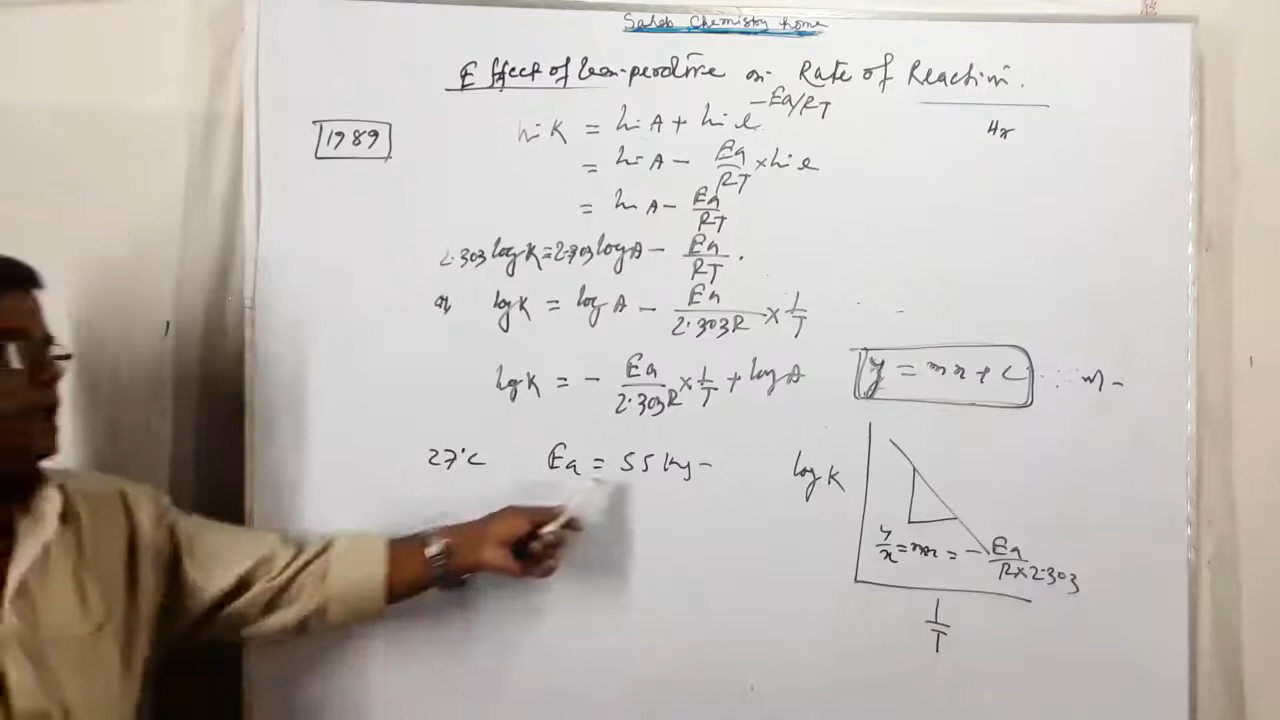 Saheb Chemistry home
Effect of Temperature on Rate of Reaction.
4x
1989
ln K = ln A + ln e^-Ea/RT
= ln A - Ea/RT × ln e
= ln A - Ea/RT
2.303 log K = 2.303 log A - Ea/RT .
or log K = log A - Ea/2.303R × 1/T
log K = - Ea/2.303R × 1/T + log A
y = mx + c
27°C Ea = 55 kJ-
log K
y/x = = - Ea/R×2.303
1/T